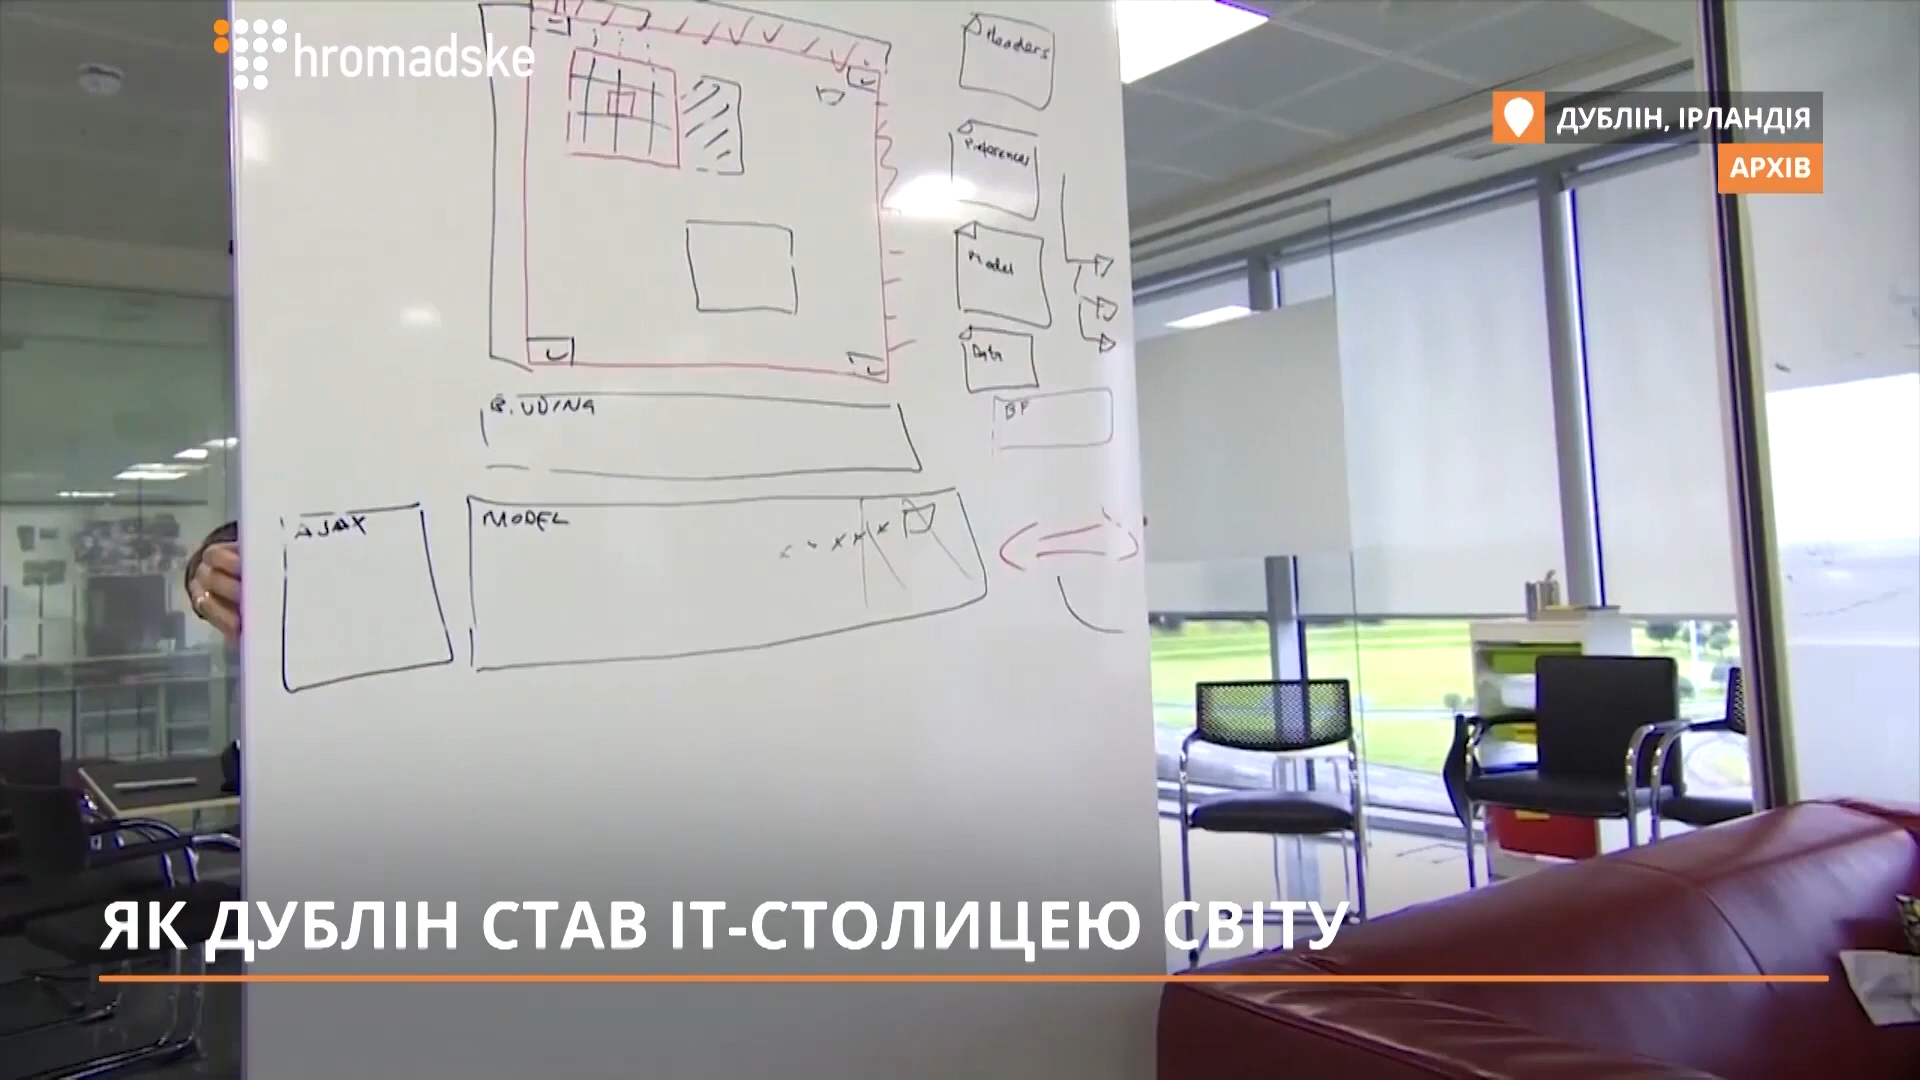 hromadske
ДУБЛІН, ІРЛАНДІЯ
АРХІВ
Headers
Preferences
Model
Data
BF
AJAX
MODEL
ЯК ДУБЛІН СТАВ ІТ-СТОЛИЦЕЮ СВІТУ